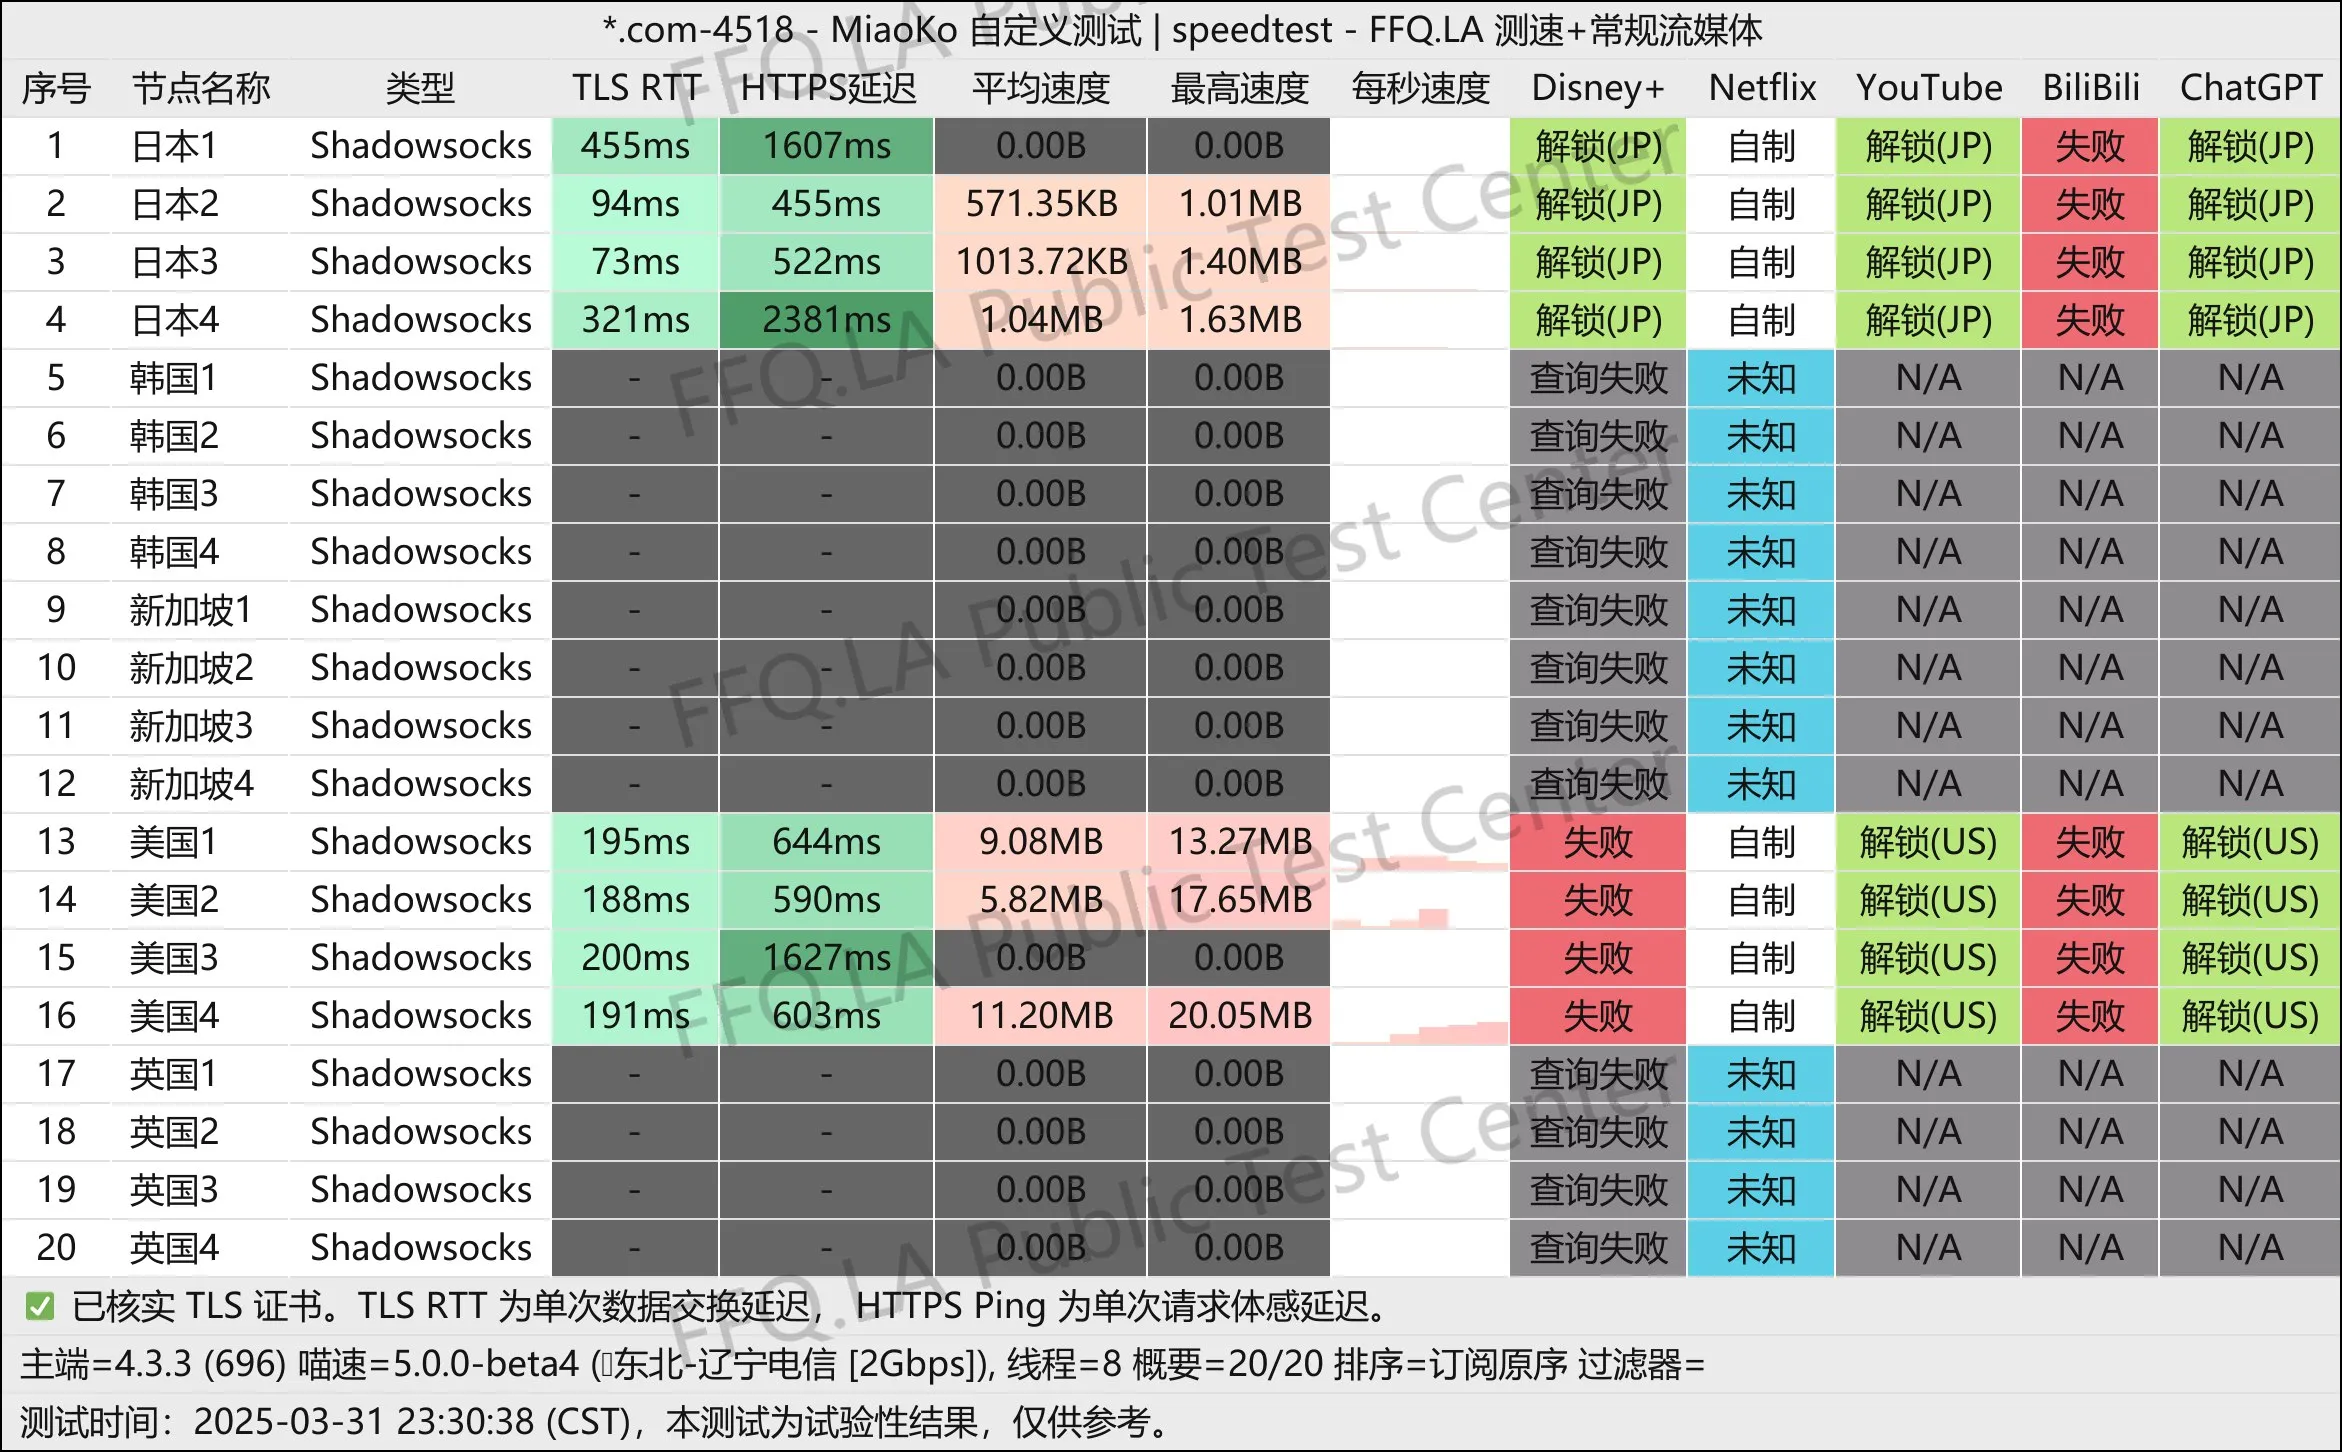 *.com-4518 - MiaoKo 自定义测试 | speedtest - FFQ.LA 测速+常规流媒体
序号 节点名称 类型 TLS RTT HTTPS延迟 平均速度 最高速度 每秒速度 Disney+ Netflix YouTube BiliBili ChatGPT
1 日本1 Shadowsocks 455ms 1607ms 0.00B 0.00B 解锁(JP) 自制 解锁(JP) 失败 解锁(JP)
2 日本2 Shadowsocks 94ms 455ms 571.35KB 1.01MB 解锁(JP) 自制 解锁(JP) 失败 解锁(JP)
3 日本3 Shadowsocks 73ms 522ms 1013.72KB 1.40MB 解锁(JP) 自制 解锁(JP) 失败 解锁(JP)
4 日本4 Shadowsocks 321ms 2381ms 1.04MB 1.63MB 解锁(JP) 自制 解锁(JP) 失败 解锁(JP)
5 韩国1 Shadowsocks - - 0.00B 0.00B 查询失败 未知 N/A N/A N/A
6 韩国2 Shadowsocks - - 0.00B 0.00B 查询失败 未知 N/A N/A N/A
7 韩国3 Shadowsocks - - 0.00B 0.00B 查询失败 未知 N/A N/A N/A
8 韩国4 Shadowsocks - - 0.00B 0.00B 查询失败 未知 N/A N/A N/A
9 新加坡1 Shadowsocks - - 0.00B 0.00B 查询失败 未知 N/A N/A N/A
10 新加坡2 Shadowsocks - - 0.00B 0.00B 查询失败 未知 N/A N/A N/A
11 新加坡3 Shadowsocks - - 0.00B 0.00B 查询失败 未知 N/A N/A N/A
12 新加坡4 Shadowsocks - - 0.00B 0.00B 查询失败 未知 N/A N/A N/A
13 美国1 Shadowsocks 195ms 644ms 9.08MB 13.27MB 失败 自制 解锁(US) 失败 解锁(US)
14 美国2 Shadowsocks 188ms 590ms 5.82MB 17.65MB 失败 自制 解锁(US) 失败 解锁(US)
15 美国3 Shadowsocks 200ms 1627ms 0.00B 0.00B 失败 自制 解锁(US) 失败 解锁(US)
16 美国4 Shadowsocks 191ms 603ms 11.20MB 20.05MB 失败 自制 解锁(US) 失败 解锁(US)
17 英国1 Shadowsocks - - 0.00B 0.00B 查询失败 未知 N/A N/A N/A
18 英国2 Shadowsocks - - 0.00B 0.00B 查询失败 未知 N/A N/A N/A
19 英国3 Shadowsocks - - 0.00B 0.00B 查询失败 未知 N/A N/A N/A
20 英国4 Shadowsocks - - 0.00B 0.00B 查询失败 未知 N/A N/A N/A
✅ 已核实 TLS 证书。TLS RTT 为单次数据交换延迟， HTTPS Ping 为单次请求体感延迟。
主端=4.3.3 (696) 喵速=5.0.0-beta4 (东北-辽宁电信 [2Gbps]), 线程=8 概要=20/20 排序=订阅原序 过滤器=
测试时间：2025-03-31 23:30:38 (CST)，本测试为试验性结果，仅供参考。
FFQ.LA Public Test Center
FFQ.LA Public Test Center
FFQ.LA Public Test Center
FFQ.LA Public Test Center
FFQ.LA Public Test Center